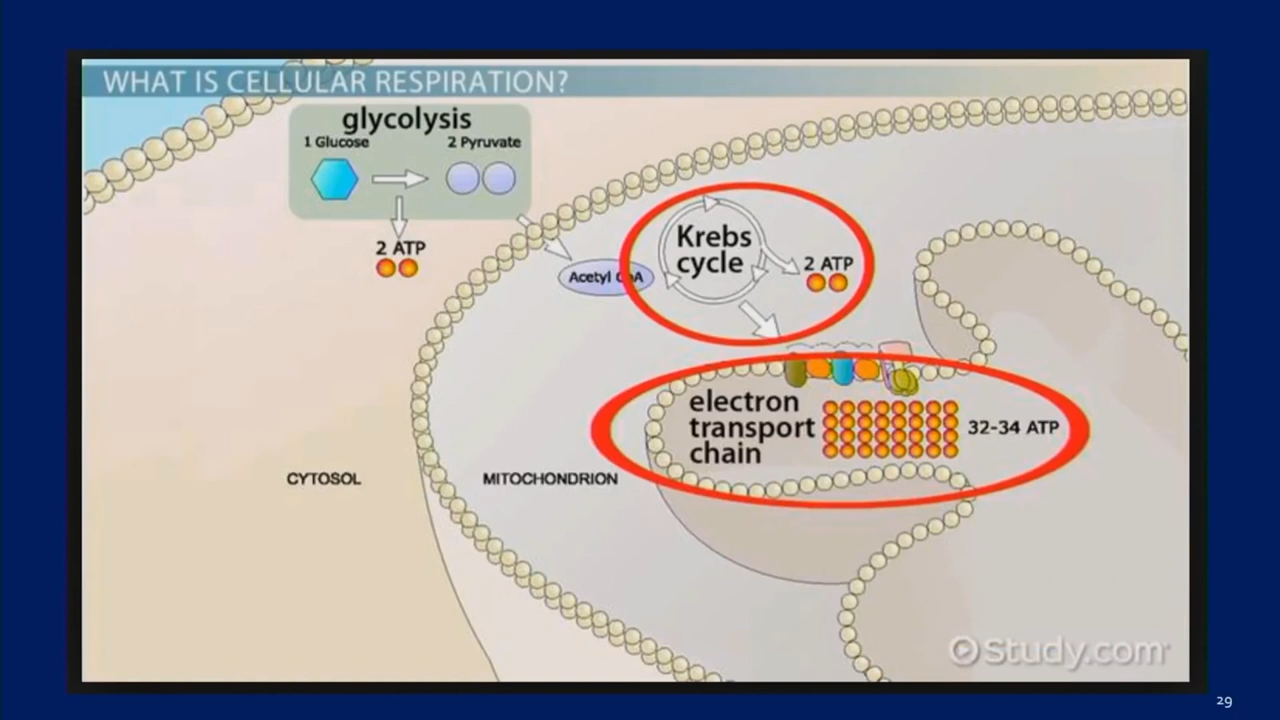 WHAT IS CELLULAR RESPIRATION?
glycolysis
1 Glucose
2 Pyruvate
2 ATP
Acetyl CoA
Krebs
cycle
2 ATP
electron
transport
chain
32-34 ATP
CYTOSOL
MITOCHONDRION
Study.com
29